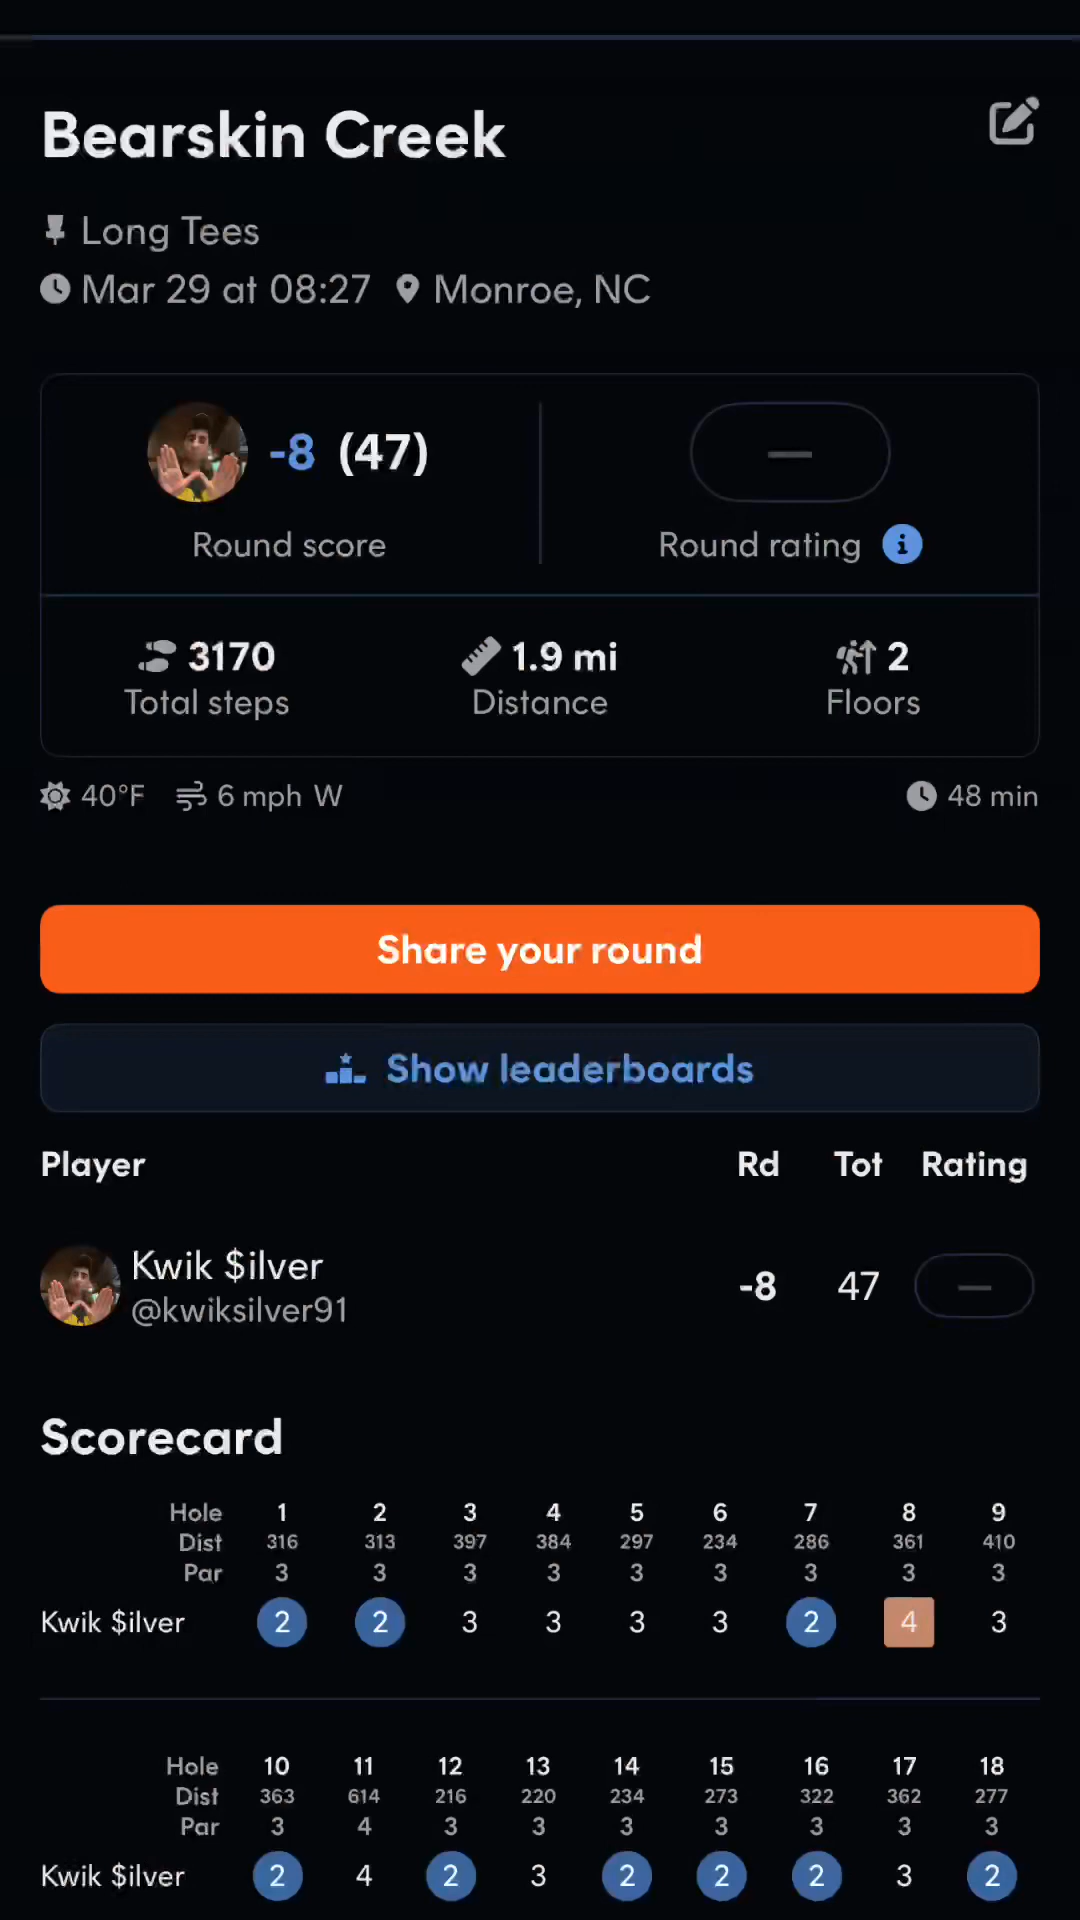 Bearskin Creek
Long Tees
Mar 29 at 08:27 Monroe, NC
-8 (47) —
Round score Round rating
3170 1.9 mi 2
Total steps Distance Floors
40°F 6 mph W 48 min
Share your round
Show leaderboards
Player Rd Tot Rating
Kwik $ilver
@kwiksilver91
-8 47 —
Scorecard
Hole 1 2 3 4 5 6 7 8 9
Dist 316 313 397 384 297 234 286 361 410
Par 3 3 3 3 3 3 3 3 3
Kwik $ilver 2 2 3 3 3 3 2 4 3
Hole 10 11 12 13 14 15 16 17 18
Dist 363 614 216 220 234 273 322 362 277
Par 3 4 3 3 3 3 3 3 3
Kwik $ilver 2 4 2 3 2 2 2 3 2